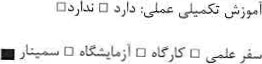 آموزش تکمیلی عملی: دارد □ ندارد□
سفر علمی □ کارگاه □ آزمایشگاه □ سمینار ■